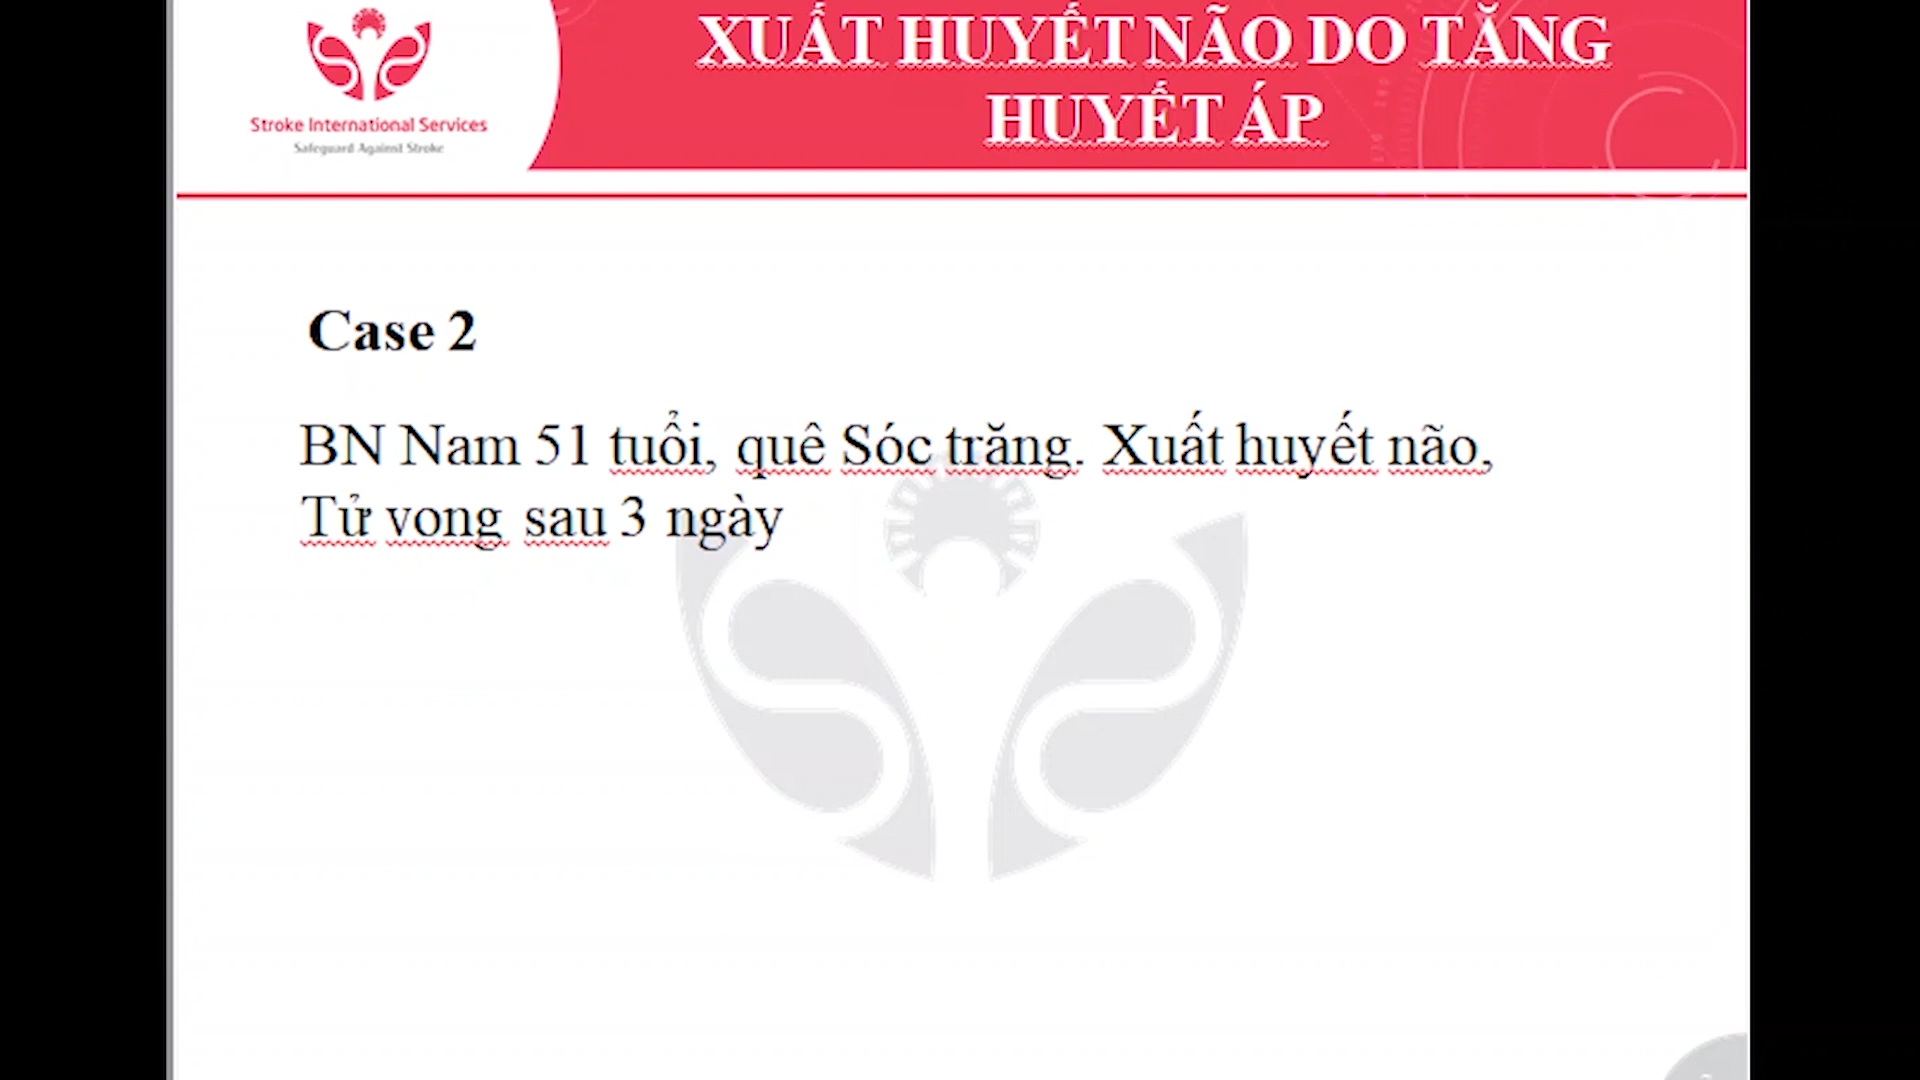 XUẤT HUYẾT NÃO DO TĂNG
HUYẾT ÁP
Stroke International Services
Safeguard Against Stroke
Case 2
BN Nam 51 tuổi, quê Sóc trăng. Xuất huyết não,
Tử vong sau 3 ngày